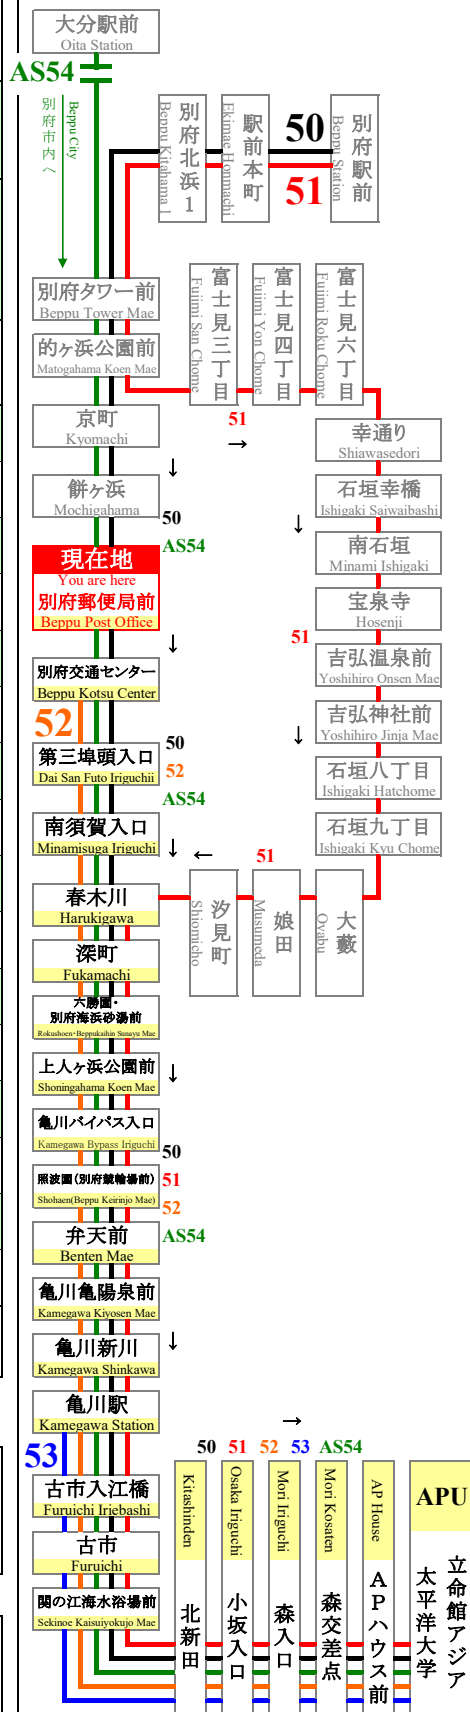 大分駅前
Oita Station
AS54
別府市内へ
Beppu City
別府北浜1
Beppu Kitahama 1
駅前本町
Ekimae Honmachi
50
51
別府駅前
Beppu Station
別府タワー前
Beppu Tower Mae
的ヶ浜公園前
Matogahama Koen Mae
富士見三丁目
Fujimi San Chome
富士見四丁目
Fujimi Yon Chome
富士見六丁目
Fujimi Roku Chome
51
→
京町
Kyomachi
↓
餅ヶ浜
Mochigahama
50
AS54
幸通り
Shiawasedori
石垣幸橋
Ishigaki Saiwaibashi
↓
南石垣
Minami Ishigaki
宝泉寺
Hosenji
51
吉弘温泉前
Yoshihiro Onsen Mae
吉弘神社前
Yoshihiro Jinja Mae
↓
石垣八丁目
Ishigaki Hatchome
石垣九丁目
Ishigaki Kyu Chome
現在地
You are here
別府郵便局前
Beppu Post Office
↓
別府交通センター
Beppu Kotsu Center
52
第三埠頭入口
Dai San Futo Iriguchii
50
52
AS54
南須賀入口
Minamisuga Iriguchi
↓
←
51
春木川
Harukigawa
汐見町
Shiomicho
娘田
Musumeda
大藪
Oyabu
深町
Fukamachi
六勝園・
別府海浜砂湯前
Rokushoen・Beppukaihin Sunayu Mae
上人ヶ浜公園前
Shoningahama Koen Mae
↓
亀川バイパス入口
Kamegawa Bypass Iriguchi
50
51
52
AS54
照波園(別府競輪場前)
Shohaen(Beppu Keirinjo Mae)
弁天前
Benten Mae
亀川亀陽泉前
Kamegawa Kiyosen Mae
亀川新川
Kamegawa Shinkawa
↓
亀川駅
Kamegawa Station
53
古市入江橋
Furuichi Iriebashi
古市
Furuichi
関の江海水浴場前
Sekinoe Kaisuiyokujo Mae
→
50 51 52 53 AS54
Kitashinden
北新田
Osaka Iriguchi
小坂入口
Mori Iriguchi
森入口
Mori Kosaten
森交差点
AP House
APハウス前
APU
立命館アジア
太平洋大学